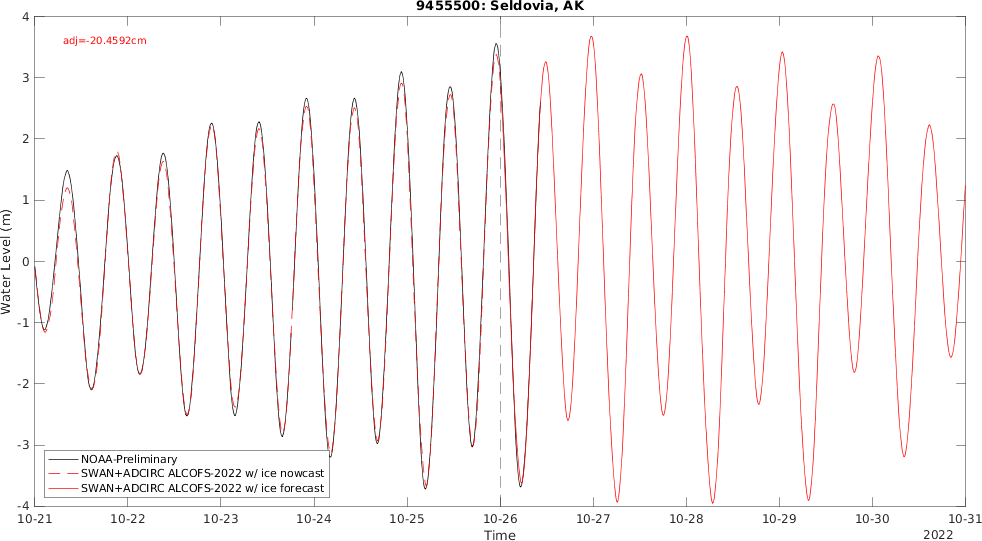 9455500: Seldovia, AK
adj=-20.4592cm
Water Level (m)
4
3
2
1
0
-1
-2
-3
-4
NOAA-Preliminary
SWAN+ADCIRC ALCOFS-2022 w/ ice nowcast
SWAN+ADCIRC ALCOFS-2022 w/ ice forecast
10-21 10-22 10-23 10-24 10-25 10-26 10-27 10-28 10-29 10-30 10-31
Time
2022